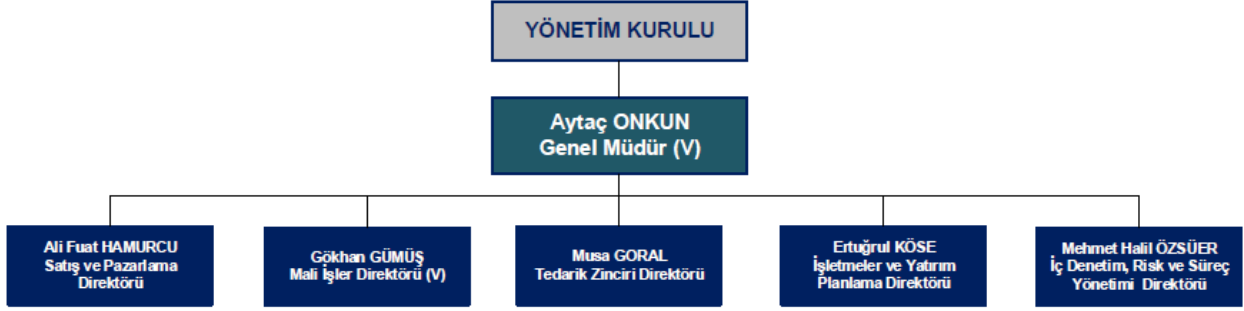 YÖNETİM KURULU
Aytaç ONKUN
Genel Müdür (V)
Ali Fuat HAMURCU
Satış ve Pazarlama
Direktörü
Gökhan GÜMÜŞ
Mali İşler Direktörü (V)
Musa GORAL
Tedarik Zinciri Direktörü
Ertuğrul KÖSE
İşletmeler ve Yatırım
Planlama Direktörü
Mehmet Halil ÖZSÜER
İç Denetim, Risk ve Süreç
Yönetimi Direktörü